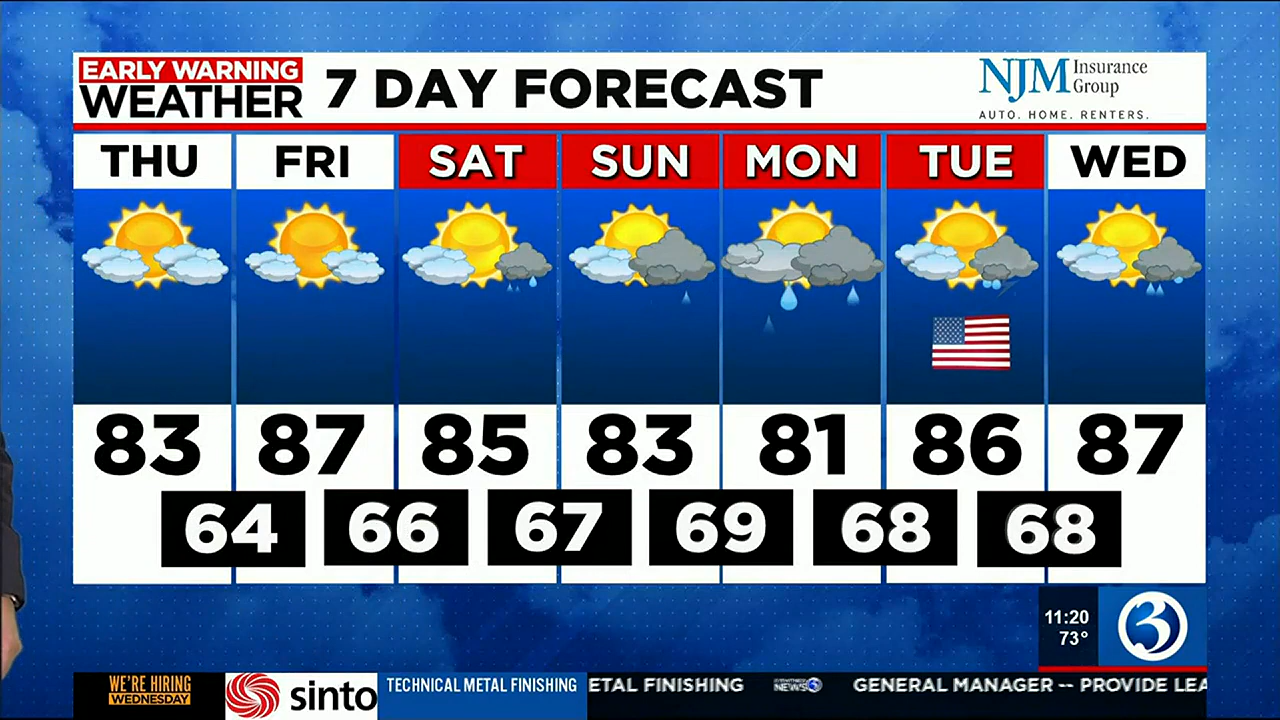 EARLY WARNING
WEATHER
7 DAY FORECAST
NJM Insurance
Group
AUTO. HOME. RENTERS.
THU FRI SAT SUN MON TUE WED
83 87 85 83 81 86 87
64 66 67 69 68 68
11:20
73°
3
WE'RE HIRING
WEDNESDAY
sinto
TECHNICAL METAL FINISHING
ETAL FINISHING
NEWS 3
GENERAL MANAGER -- PROVIDE LEA